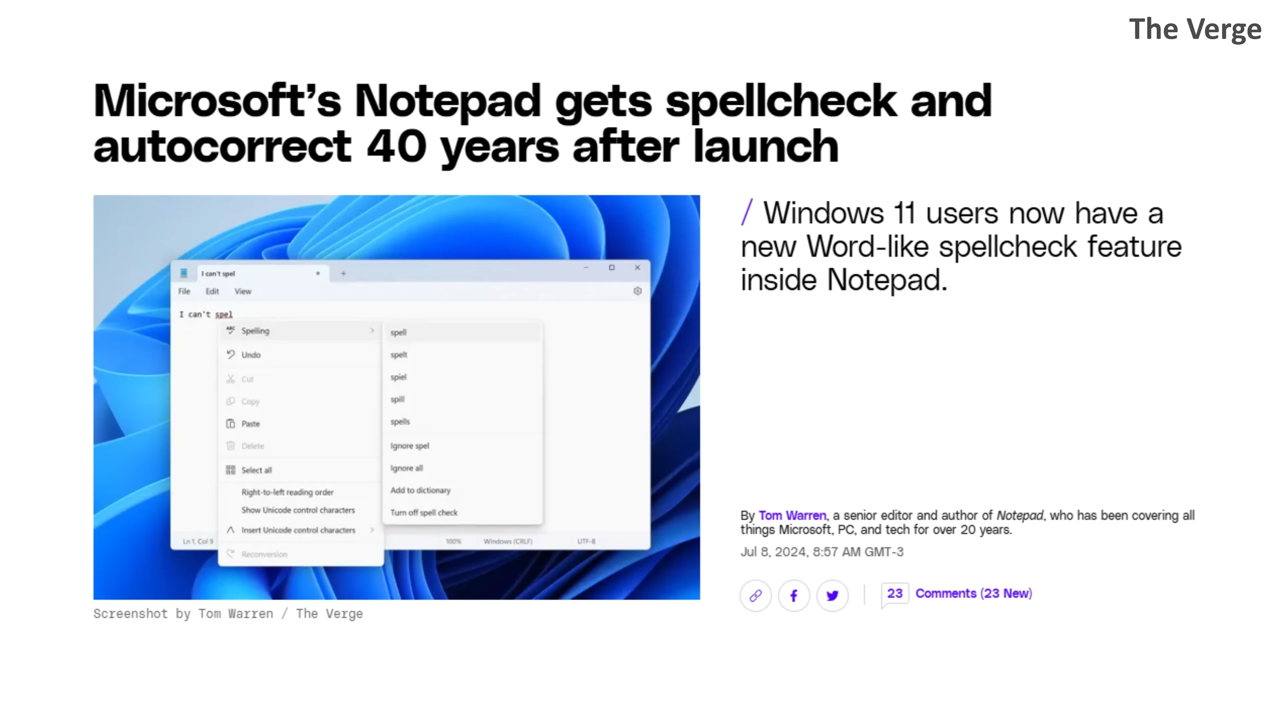 The Verge
Microsoft’s Notepad gets spellcheck and
autocorrect 40 years after launch
/ Windows 11 users now have a
new Word-like spellcheck feature
inside Notepad.
I can't spel
File Edit View
I can't spel
Spelling
Undo
Cut
Copy
Paste
Delete
Select all
Right-to-left reading order
Show Unicode control characters
Insert Unicode control characters
Reconversion
spell
spelt
spiel
spill
spells
Ignore spel
Ignore all
Add to dictionary
Turn off spell check
Ln 1, Col 9 100% Windows (CRLF) UTF-8
Screenshot by Tom Warren / The Verge
By Tom Warren, a senior editor and author of Notepad, who has been covering all
things Microsoft, PC, and tech for over 20 years.
Jul 8, 2024, 8:57 AM GMT-3
23 Comments (23 New)